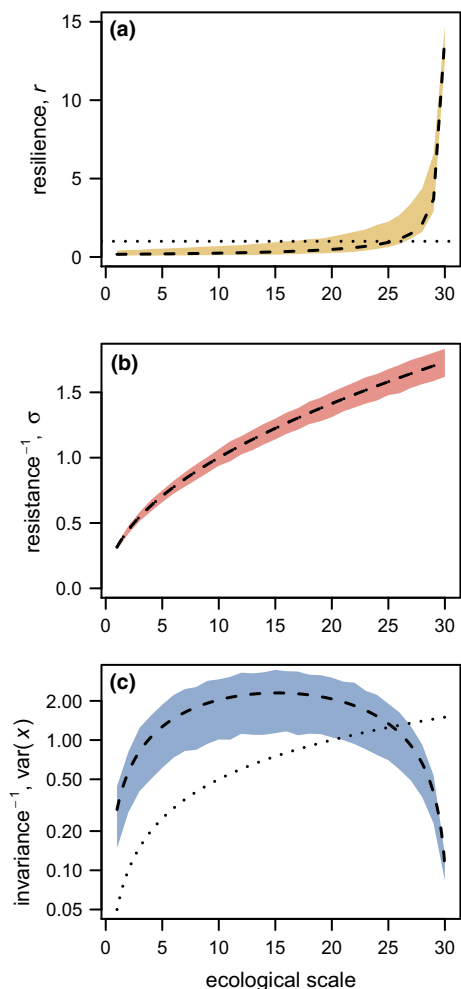 (a)
resilience, r
15
10
5
0
0 5 10 15 20 25 30
(b)
resistance⁻¹, σ
1.5
1.0
0.5
0.0
0 5 10 15 20 25 30
(c)
invariance⁻¹, var(x)
2.00
1.00
0.50
0.20
0.10
0.05
0 5 10 15 20 25 30
ecological scale